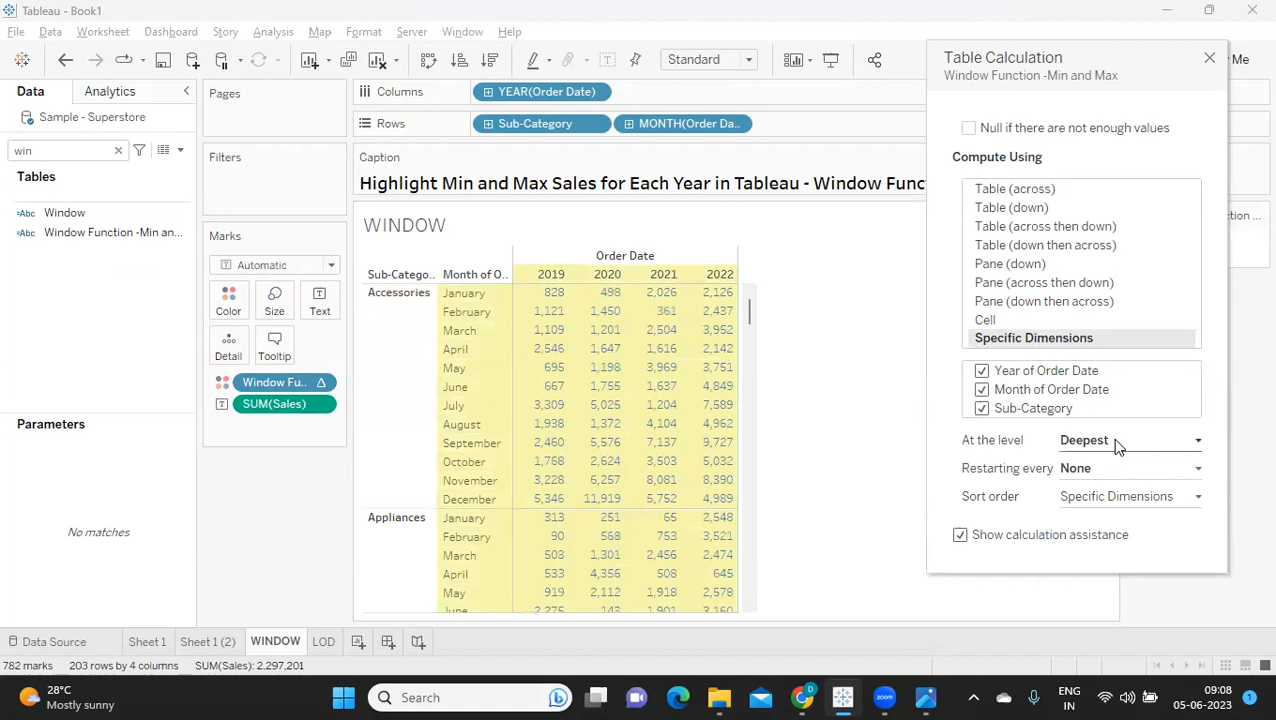 Tableau - Book1
File Data Worksheet Dashboard Story Analysis Map Format Server Window Help
Standard
Show Me
Data Analytics
Sample - Superstore
win
Tables
Abc Window
Abc Window Function -Min an...
Parameters
No matches
Pages
Filters
Marks
Automatic
Color Size Text
Detail Tooltip
Window Fu..
SUM(Sales)
Columns YEAR(Order Date)
Rows Sub-Category MONTH(Order Da..
Caption
Highlight Min and Max Sales for Each Year in Tableau - Window Func
WINDOW
Order Date
Sub-Catego.. Month of O.. 2019 2020 2021 2022
Accessories January 828 498 2,026 2,126
February 1,121 1,450 361 2,437
March 1,109 1,201 2,504 3,952
April 2,546 1,647 1,616 2,142
May 695 1,198 3,969 3,751
June 667 1,755 1,637 4,849
July 3,309 5,025 1,204 7,589
August 1,938 1,372 4,104 4,962
September 2,460 5,576 7,137 9,727
October 1,768 2,624 3,503 5,032
November 3,228 6,257 8,081 8,390
December 5,346 11,919 5,752 4,989
Appliances January 313 251 65 2,548
February 90 568 753 3,521
March 503 1,301 2,456 2,474
April 533 4,356 508 645
May 919 2,112 1,918 2,578
June 2,275 143 1,901 3,160
Table Calculation
Window Function -Min and Max
Null if there are not enough values
Compute Using
Table (across)
Table (down)
Table (across then down)
Table (down then across)
Pane (down)
Pane (across then down)
Pane (down then across)
Cell
Specific Dimensions
Year of Order Date
Month of Order Date
Sub-Category
At the level Deepest
Restarting every None
Sort order Specific Dimensions
Show calculation assistance
Data Source Sheet 1 Sheet 1 (2) WINDOW LOD
782 marks 203 rows by 4 columns SUM(Sales): 2,297,201
28°C
Mostly sunny
Search
ENG
IN
09:08
05-06-2023
1